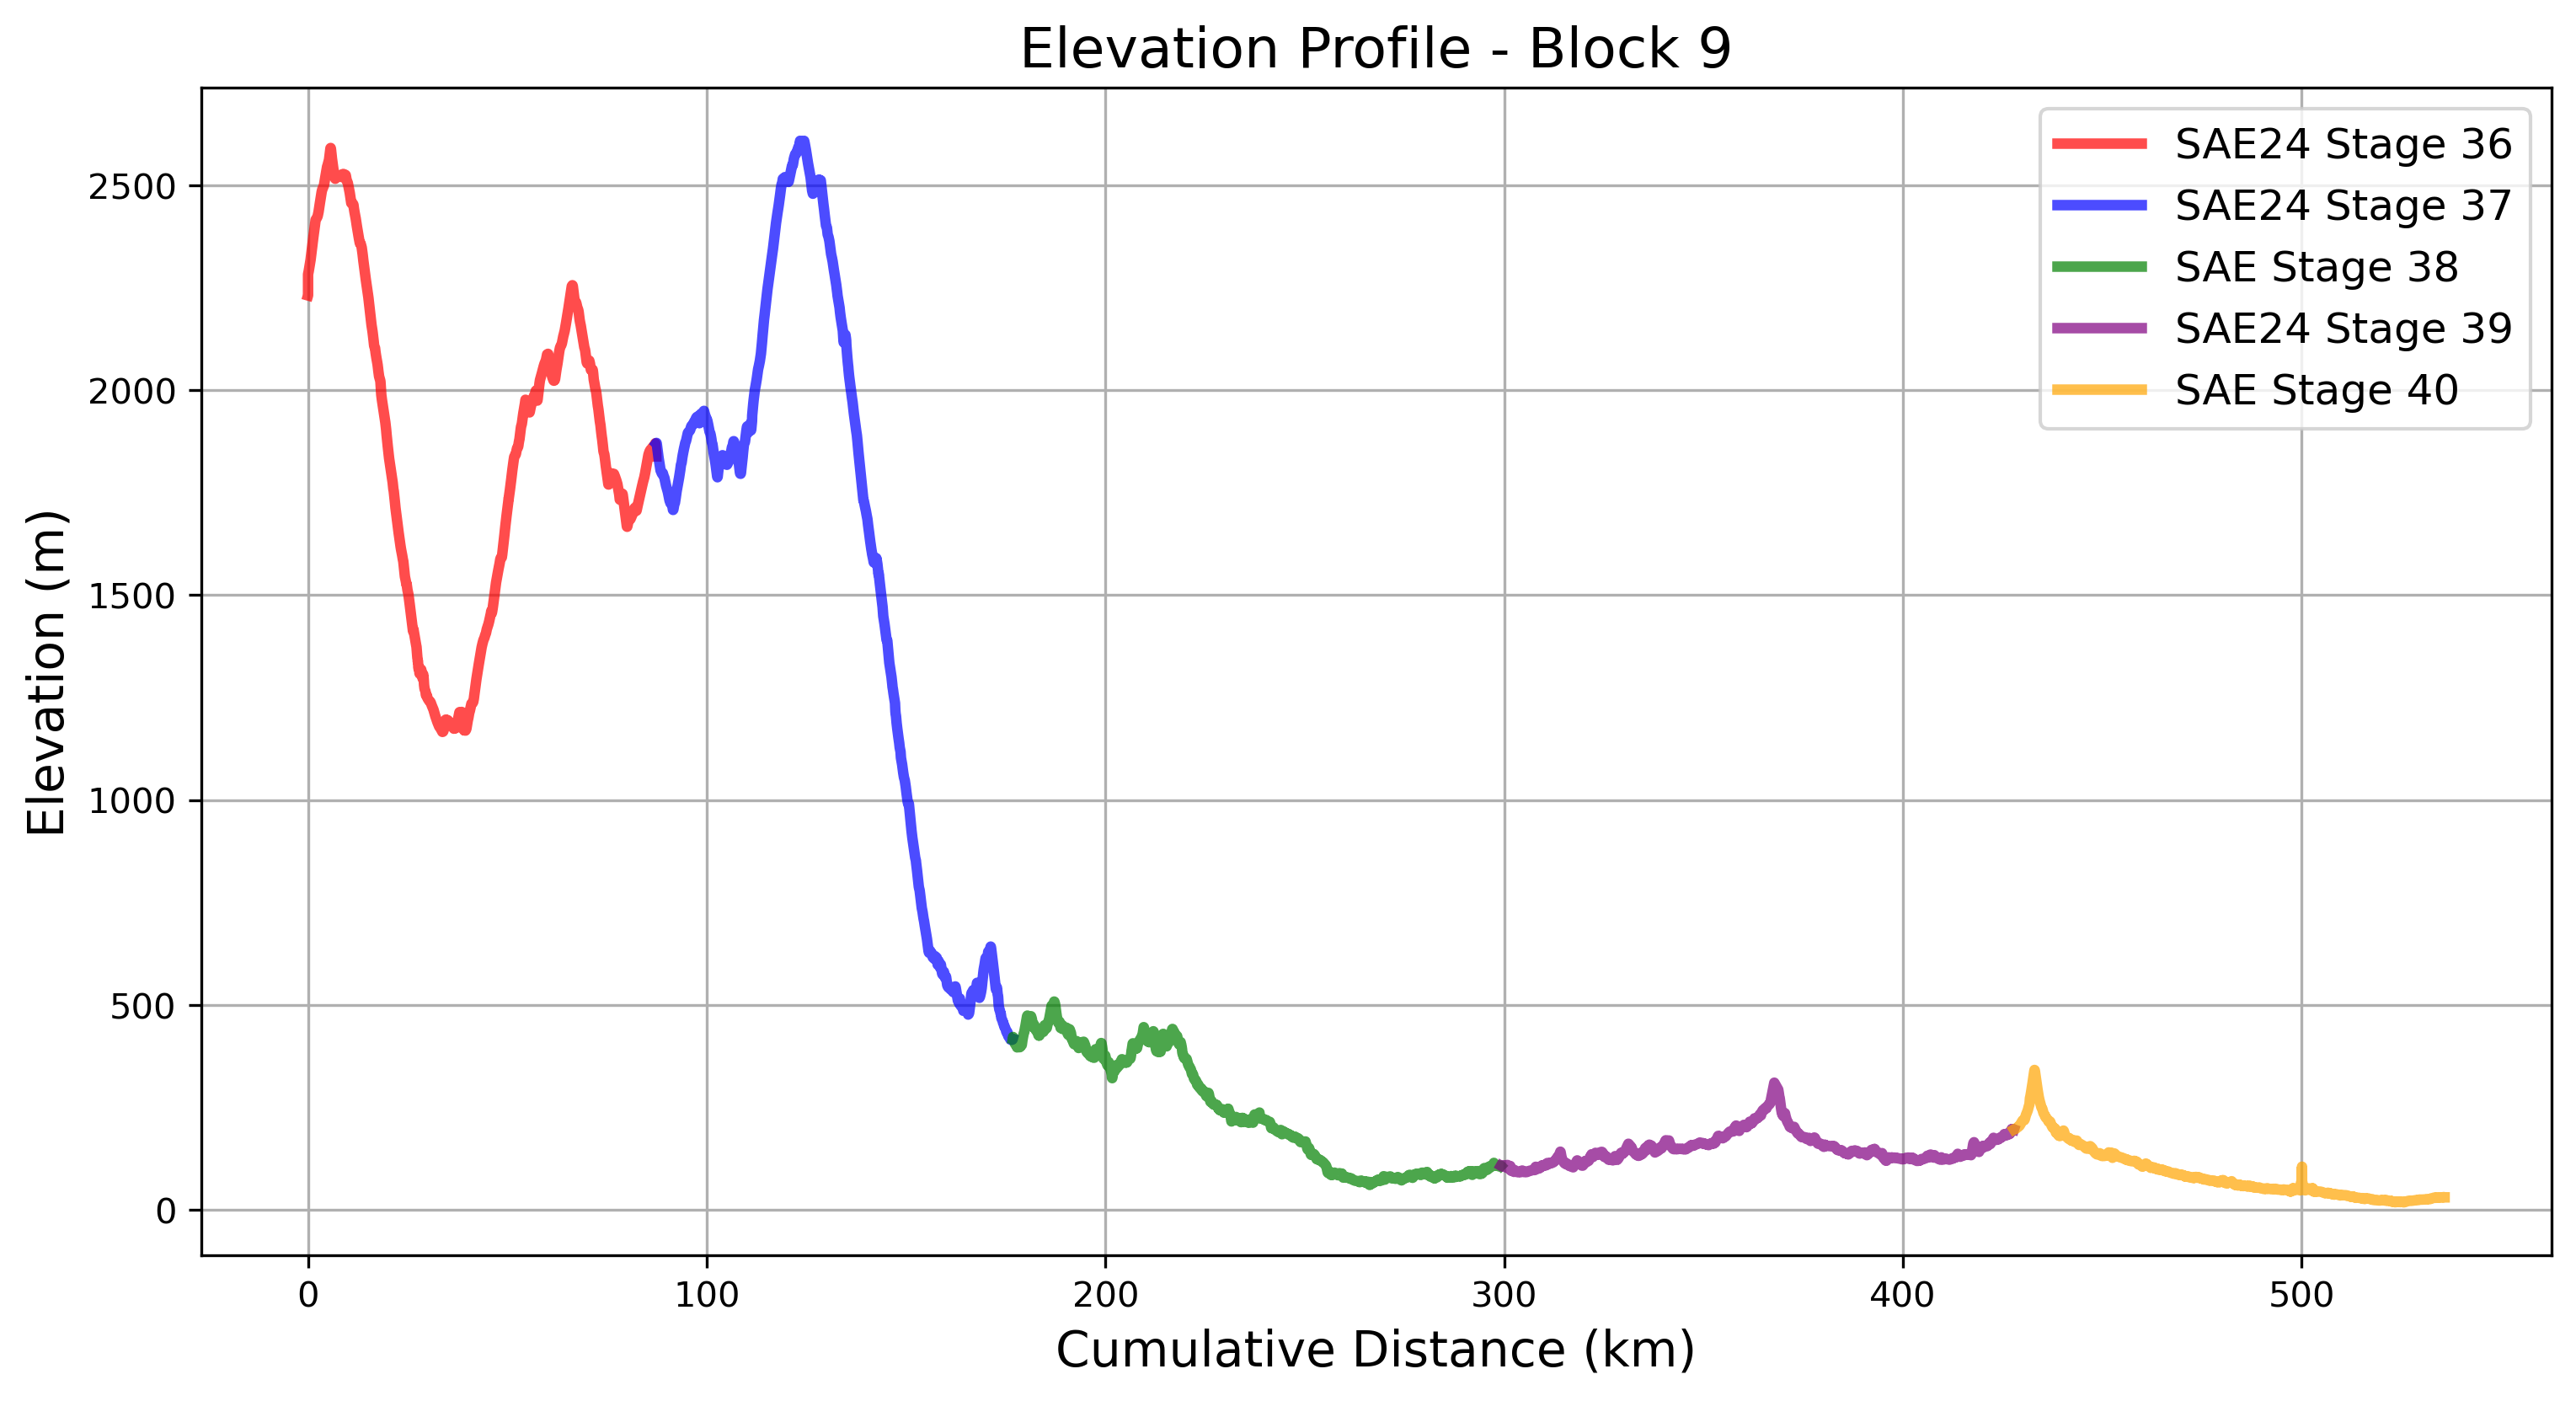 Elevation Profile - Block 9
SAE24 Stage 36
SAE24 Stage 37
SAE Stage 38
SAE24 Stage 39
SAE Stage 40
Elevation (m)
2500
2000
1500
1000
500
0
0 100 200 300 400 500
Cumulative Distance (km)